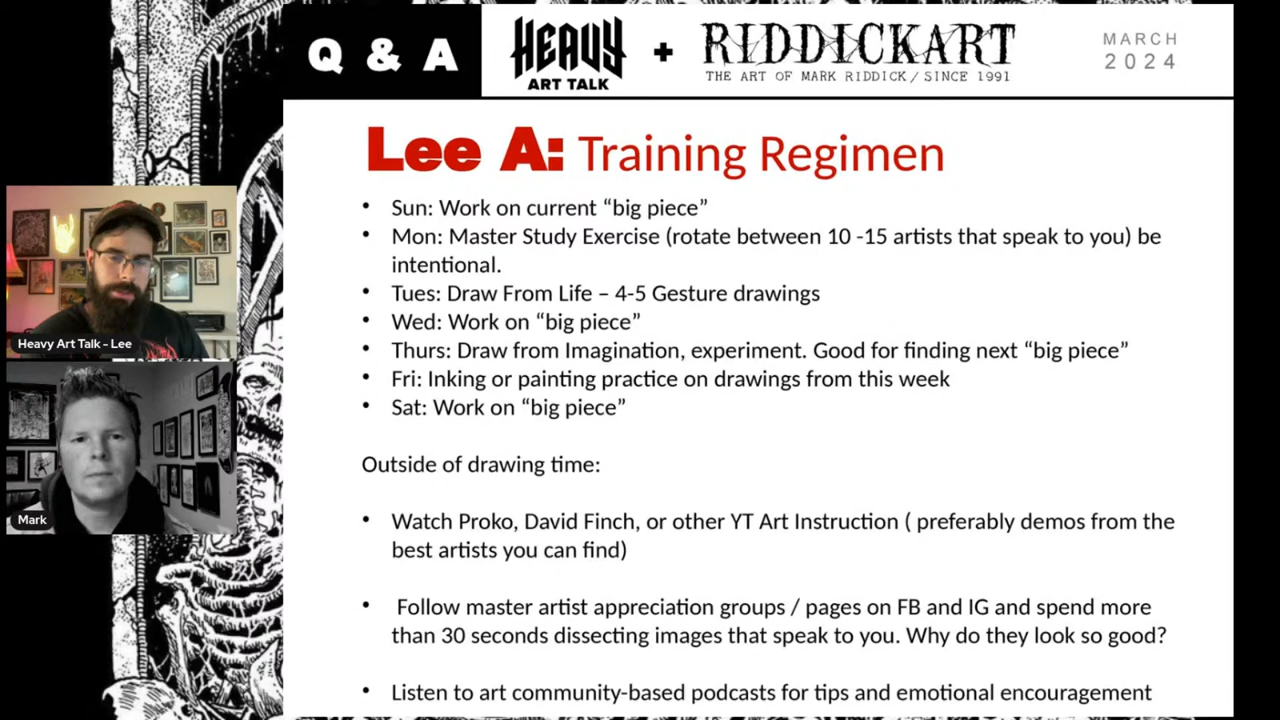 Q & A
HEAVY
ART TALK
+
RIDDICKART
THE ART OF MARK RIDDICK / SINCE 1991
MARCH
2024
Lee A: Training Regimen
• Sun: Work on current “big piece”
• Mon: Master Study Exercise (rotate between 10 -15 artists that speak to you) be
intentional.
• Tues: Draw From Life – 4-5 Gesture drawings
• Wed: Work on “big piece”
• Thurs: Draw from Imagination, experiment. Good for finding next “big piece”
• Fri: Inking or painting practice on drawings from this week
• Sat: Work on “big piece”
Outside of drawing time:
• Watch Proko, David Finch, or other YT Art Instruction ( preferably demos from the
best artists you can find)
• Follow master artist appreciation groups / pages on FB and IG and spend more
than 30 seconds dissecting images that speak to you. Why do they look so good?
• Listen to art community-based podcasts for tips and emotional encouragement
Heavy Art Talk - Lee
Mark